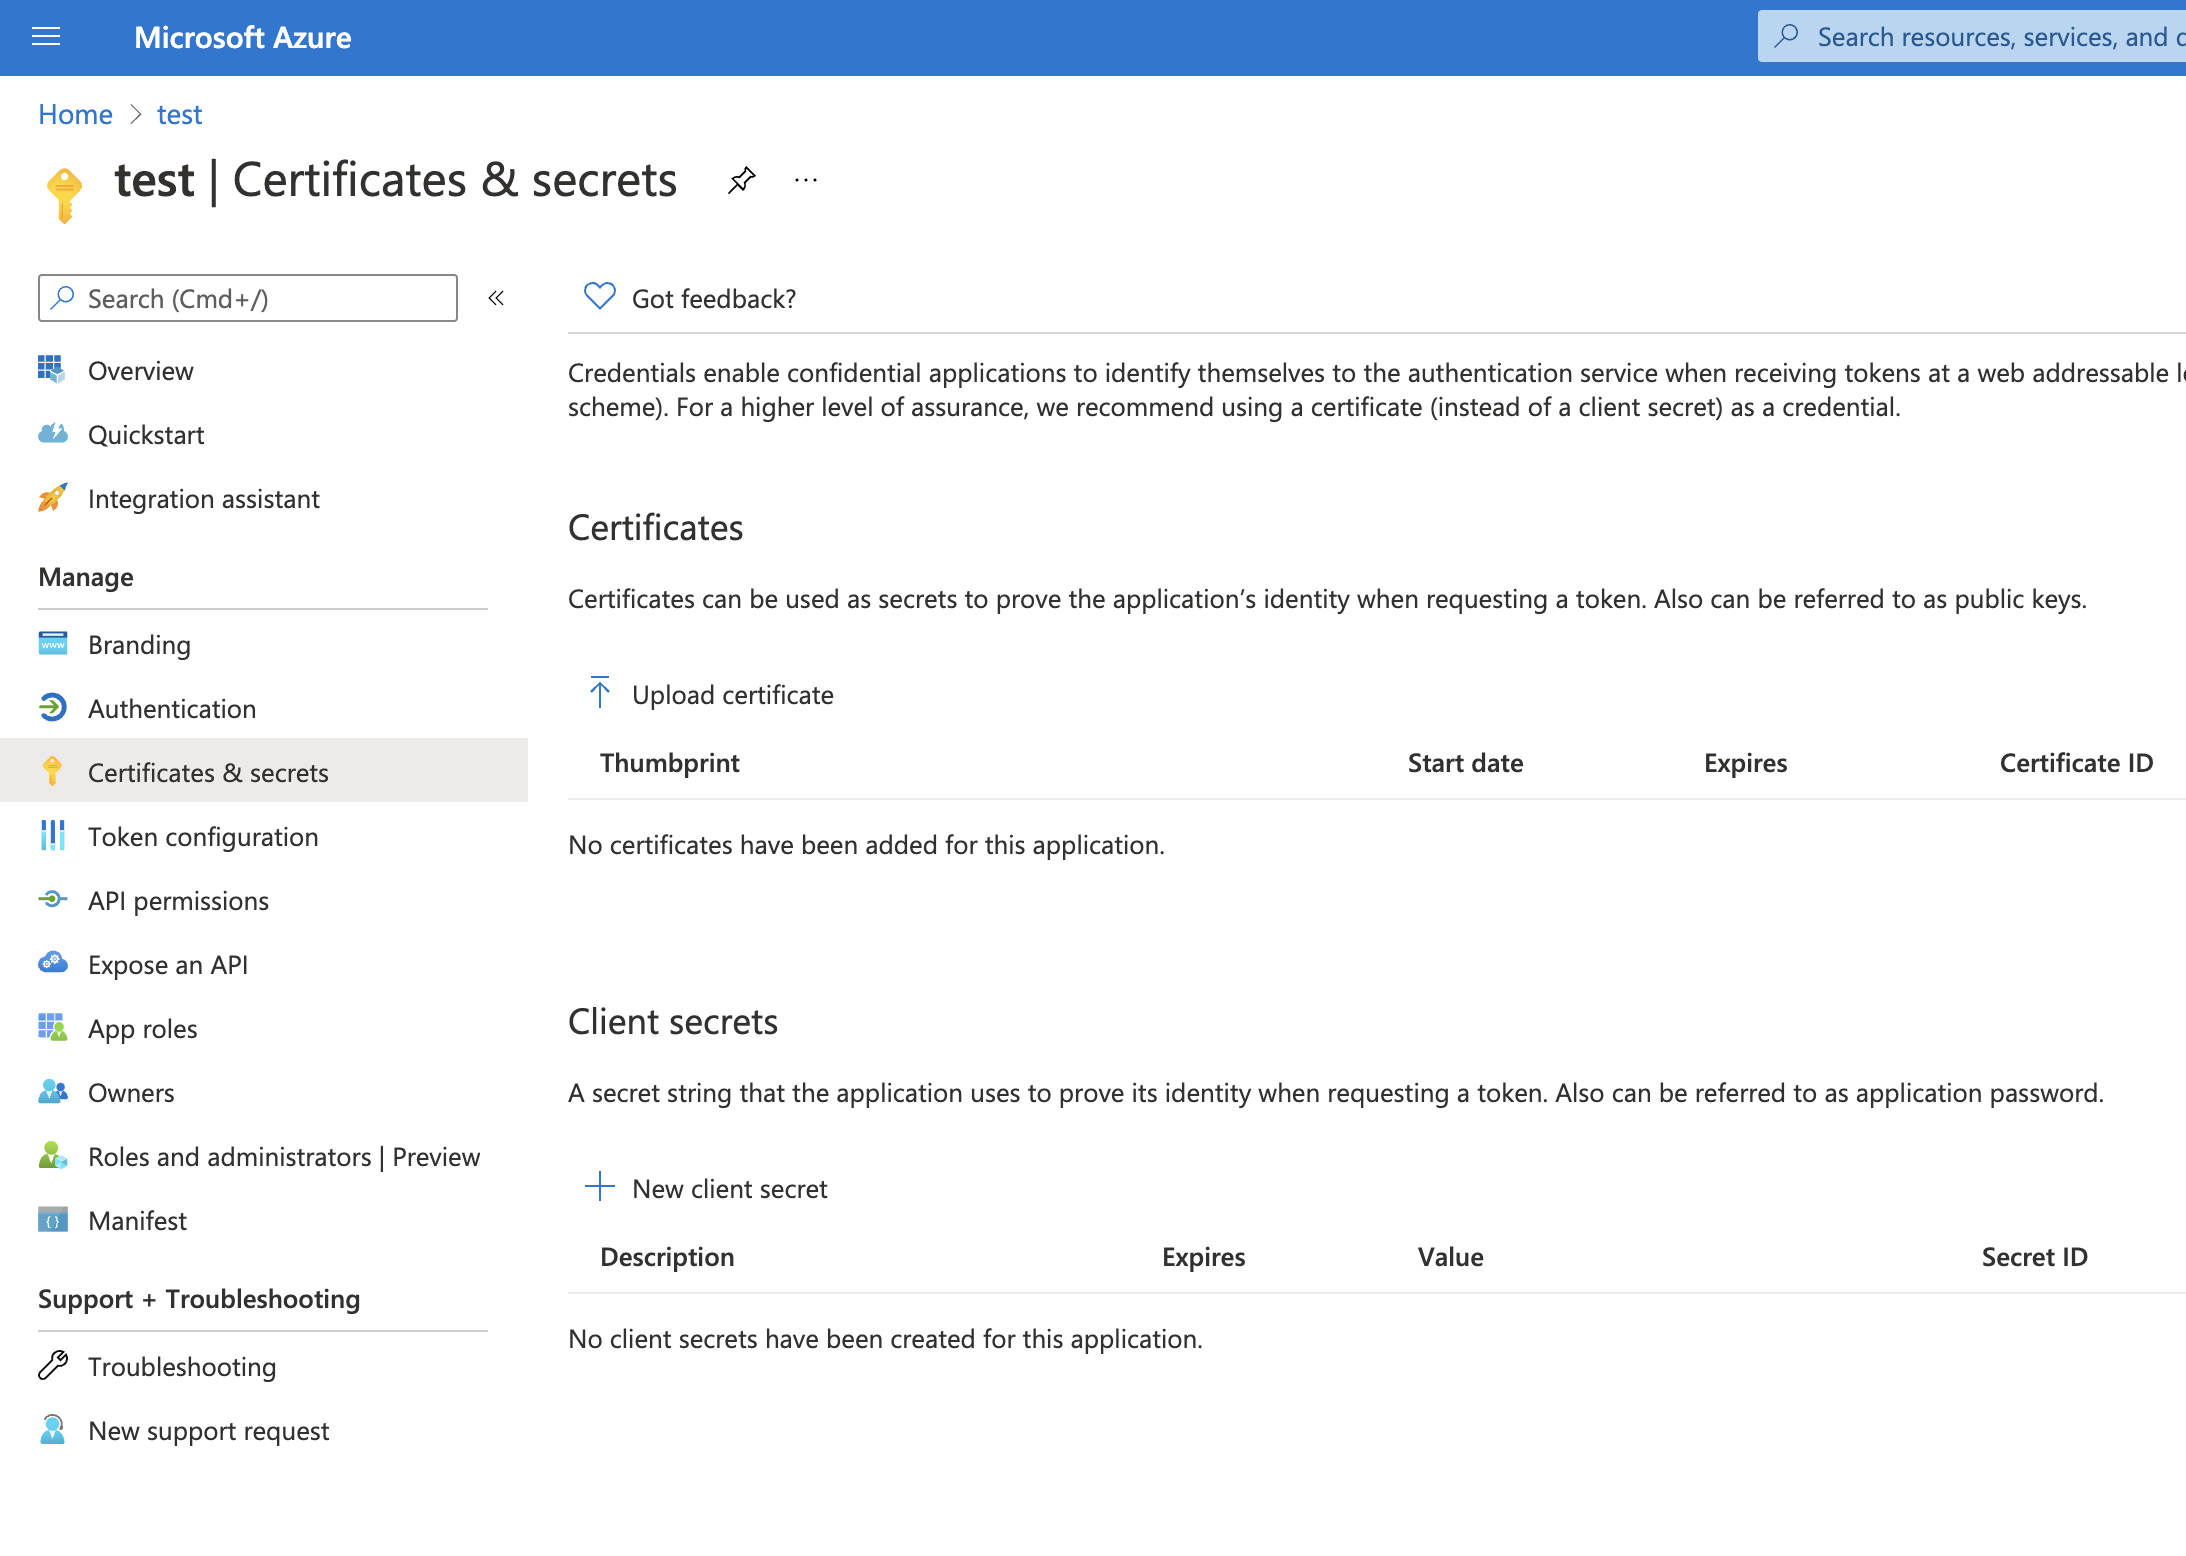 Microsoft Azure
Search resources, services, and
Home > test
test | Certificates & secrets
Search (Cmd+/)
Overview
Quickstart
Integration assistant
Manage
Branding
Authentication
Certificates & secrets
Token configuration
API permissions
Expose an API
App roles
Owners
Roles and administrators | Preview
Manifest
Support + Troubleshooting
Troubleshooting
New support request
Got feedback?
Credentials enable confidential applications to identify themselves to the authentication service when receiving tokens at a web addressable
scheme). For a higher level of assurance, we recommend using a certificate (instead of a client secret) as a credential.
Certificates
Certificates can be used as secrets to prove the application's identity when requesting a token. Also can be referred to as public keys.
Upload certificate
Thumbprint Start date Expires Certificate ID
No certificates have been added for this application.
Client secrets
A secret string that the application uses to prove its identity when requesting a token. Also can be referred to as application password.
New client secret
Description Expires Value Secret ID
No client secrets have been created for this application.